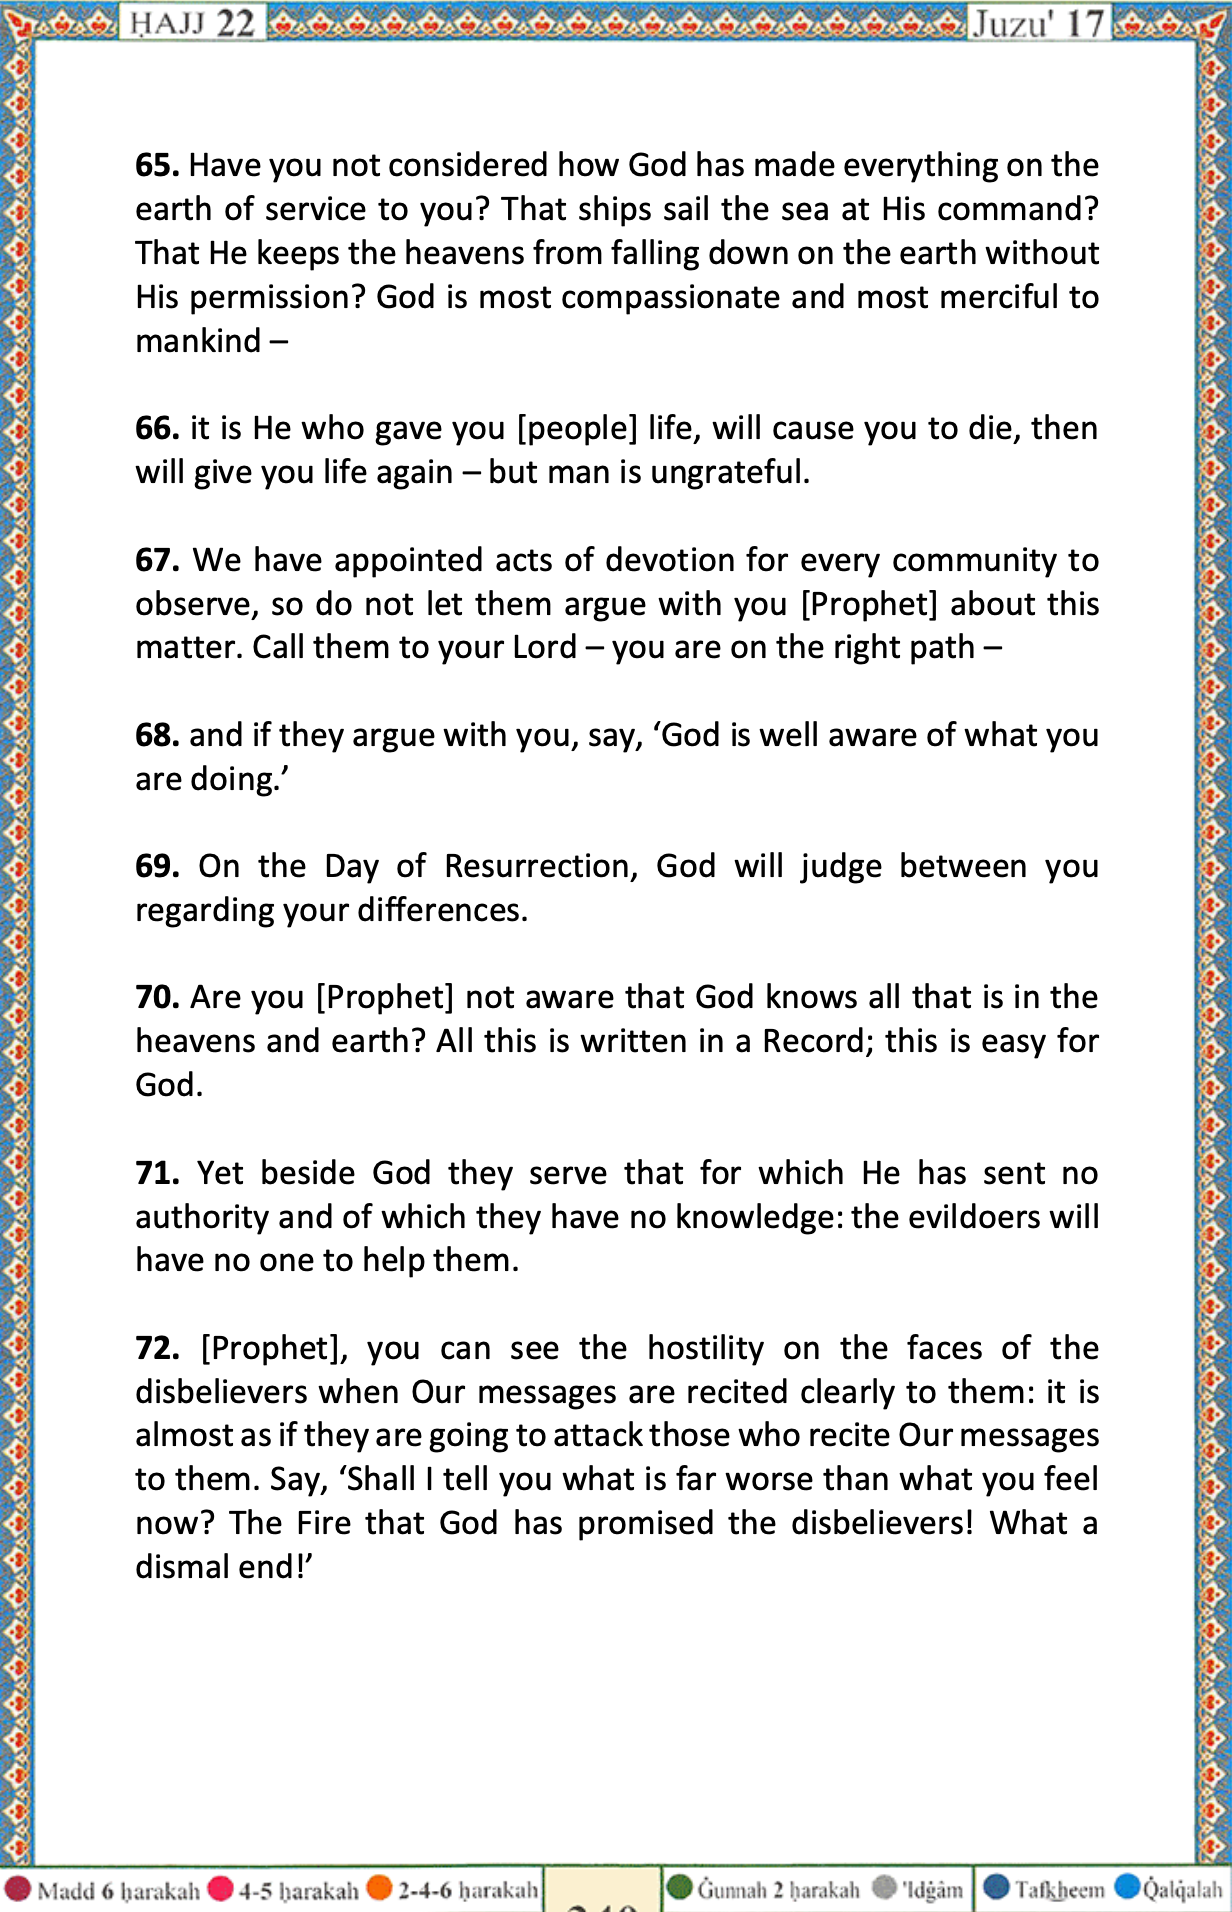 ḤAJJ 22
Juzu' 17
65. Have you not considered how God has made everything on the
earth of service to you? That ships sail the sea at His command?
That He keeps the heavens from falling down on the earth without
His permission? God is most compassionate and most merciful to
mankind –
66. it is He who gave you [people] life, will cause you to die, then
will give you life again – but man is ungrateful.
67. We have appointed acts of devotion for every community to
observe, so do not let them argue with you [Prophet] about this
matter. Call them to your Lord – you are on the right path –
68. and if they argue with you, say, ‘God is well aware of what you
are doing.’
69. On the Day of Resurrection, God will judge between you
regarding your differences.
70. Are you [Prophet] not aware that God knows all that is in the
heavens and earth? All this is written in a Record; this is easy for
God.
71. Yet beside God they serve that for which He has sent no
authority and of which they have no knowledge: the evildoers will
have no one to help them.
72. [Prophet], you can see the hostility on the faces of the
disbelievers when Our messages are recited clearly to them: it is
almost as if they are going to attack those who recite Our messages
to them. Say, ‘Shall I tell you what is far worse than what you feel
now? The Fire that God has promised the disbelievers! What a
dismal end!’
Madd 6 ḥarakah 4-5 ḥarakah 2-4-6 ḥarakah
Ġunnah 2 ḥarakah 'Idġâm
Tafk͟heem Q̇alq̇alah